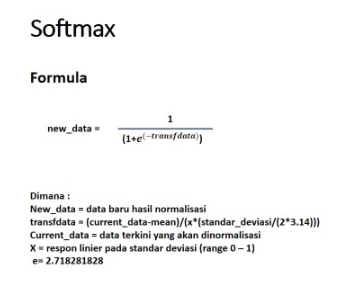 Softmax
Formula
new_data = 1 / (1+e^(-transfdata))
Dimana :
New_data = data baru hasil normalisasi
transfdata = (current_data-mean)/(x*(standar_deviasi/(2*3.14)))
Current_data = data terkini yang akan dinormalisasi
X = respon linier pada standar deviasi (range 0 – 1)
e= 2.718281828